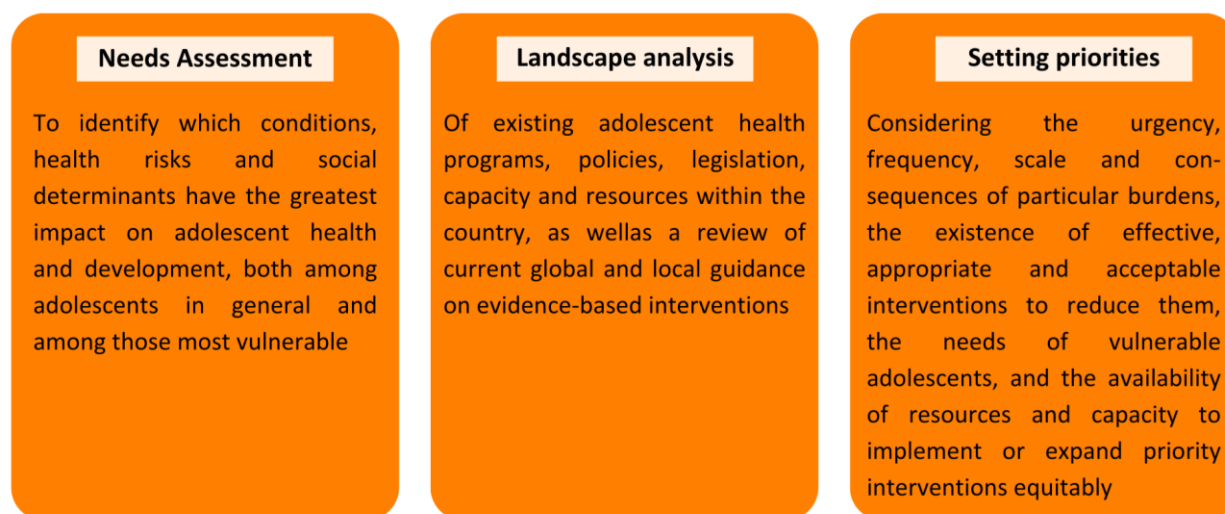 Needs Assessment
To identify which conditions,
health risks and social
determinants have the greatest
impact on adolescent health
and development, both among
adolescents in general and
among those most vulnerable
Landscape analysis
Of existing adolescent health
programs, policies, legislation,
capacity and resources within the
country, as wellas a review of
current global and local guidance
on evidence-based interventions
Setting priorities
Considering the urgency,
frequency, scale and con-
sequences of particular burdens,
the existence of effective,
appropriate and acceptable
interventions to reduce them,
the needs of vulnerable
adolescents, and the availability
of resources and capacity to
implement or expand priority
interventions equitably